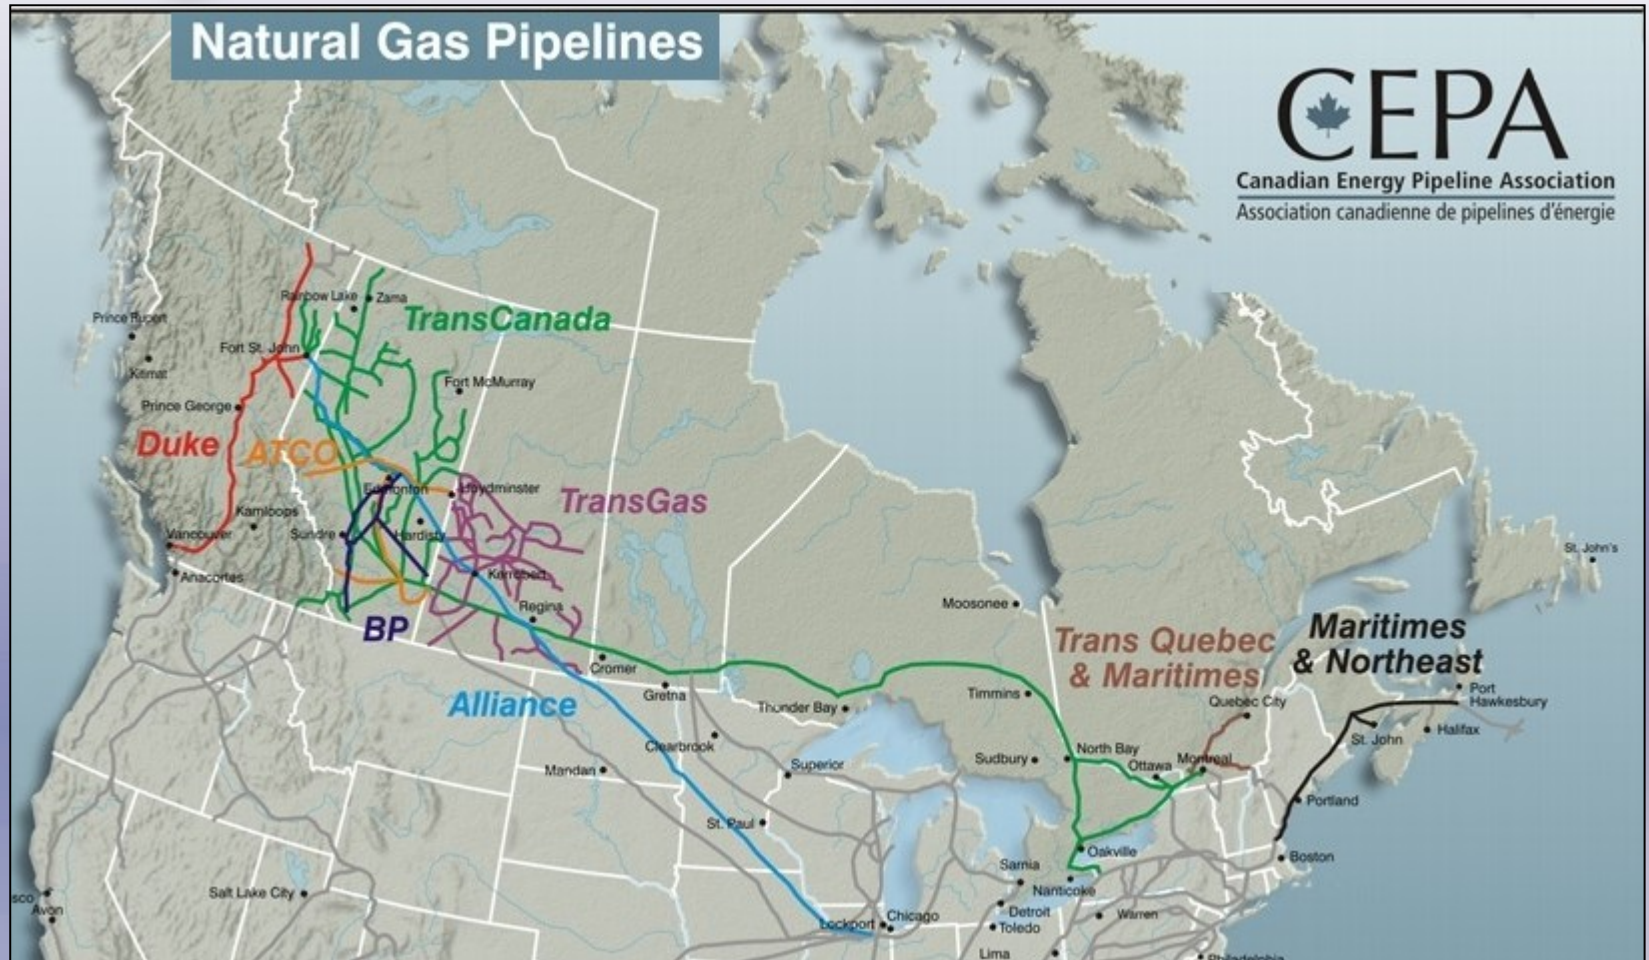 Natural Gas Pipelines
CEPA
Canadian Energy Pipeline Association
Association canadienne de pipelines d'énergie
Rainbow Lake
Zama
TransCanada
Prince Rupert
Fort St. John
Kitimat
Fort McMurray
Prince George
Duke
ATCO
Edmonton
Lloydminster
TransGas
Kamloops
Vancouver
Sundre
Hardisty
St. John's
Anacortes
Kerrobert
Moosonee
Regina
BP
Trans Quebec
& Maritimes
Maritimes
& Northeast
Cromer
Gretna
Alliance
Thunder Bay
Timmins
Quebec City
Port
Hawkesbury
Halifax
St. John
Clearbrook
Superior
Mandan
Sudbury
North Bay
Ottawa
Montreal
Portland
St. Paul
Oakville
Boston
Sarnia
Nanticoke
Salt Lake City
sco
Avon
Lockport
Chicago
Detroit
Toledo
Warren
Lima
Philadelphia